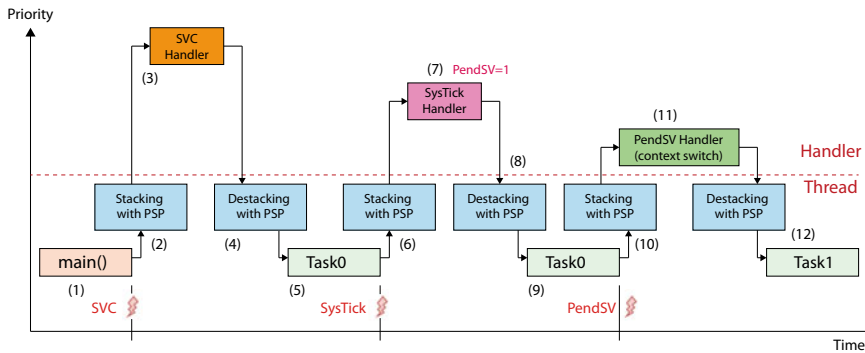 Priority
SVC
Handler
(3)
(7)
PendSV=1
SysTick
Handler
(11)
PendSV Handler
(context switch)
Handler
(8)
Thread
Stacking
with PSP
Destacking
with PSP
Stacking
with PSP
Destacking
with PSP
Stacking
with PSP
Destacking
with PSP
(2)
(4)
(6)
(10)
(12)
main()
Task0
Task0
Task1
(1)
(5)
(9)
SVC
SysTick
PendSV
Time